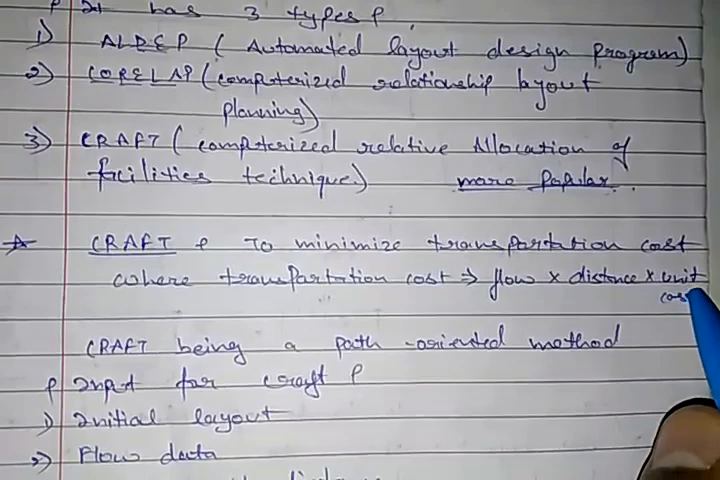 It has 3 types
1) ALDEP (Automated layout design program)
2) CORELAP (computerized relationship layout
planning)
3) CRAFT (computerized relative Allocation of
facilities technique.) more popular.
CRAFT To minimize transportation cost
where transportation cost ⇒ flow × distance × unit
cos
CRAFT being a path-oriented method
Input for craft
1) Initial layout
2) Flow data